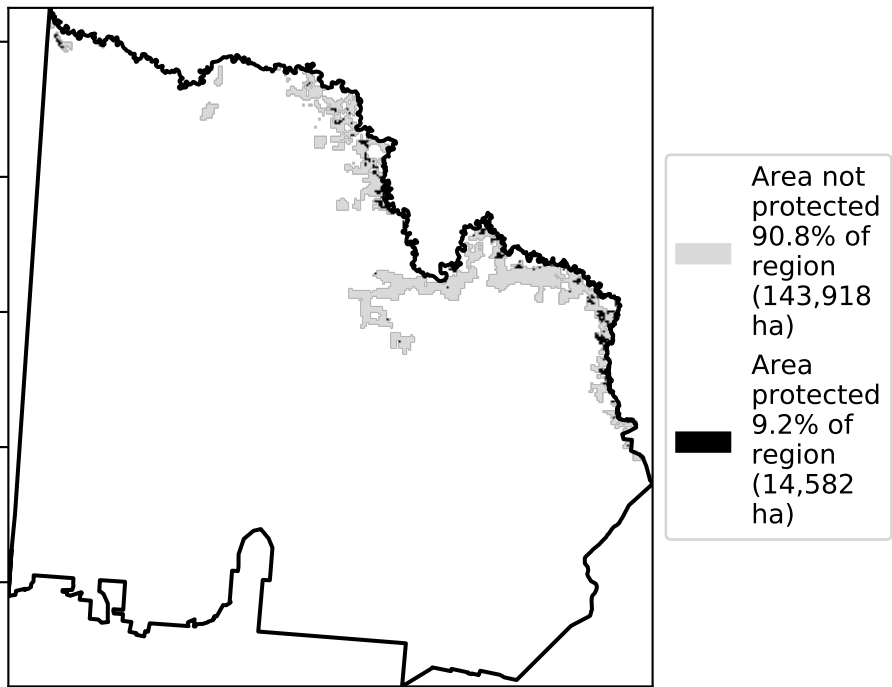 Area not
protected
90.8% of
region
(143,918
ha)
Area
protected
9.2% of
region
(14,582
ha)